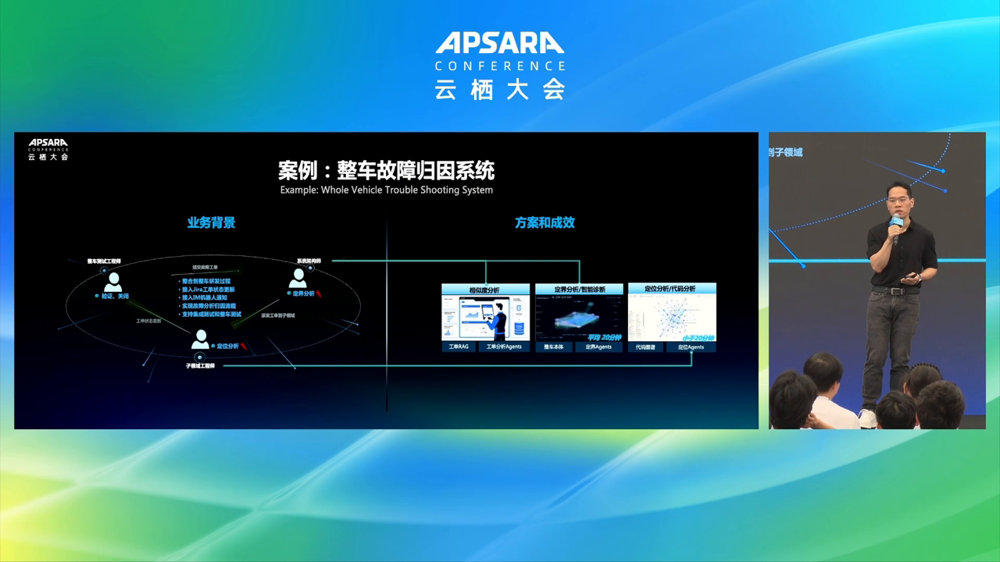 APSARA
CONFERENCE
云栖大会
APSARA
CONFERENCE
云栖大会
案例：整车故障归因系统
Example: Whole Vehicle Trouble Shooting System
业务背景
整车测试工程师
验证、关闭
提交故障工单
系统架构师
定界分析
• 整合到整车研发过程
• 接入Jira工单状态更新
• 接入IM机器人通知
• 实现故障分析归因流程
• 支持集成测试和整车测试
工单状态更新
派发工单到子领域
定位分析
子领域工程师
方案和成效
相似度分析
工单RAG
工单分析Agents
定界分析/智能诊断
平均 20分钟
整车本体
定界Agents
定位分析/代码分析
小于20分钟
代码图谱
定位Agents
到子领域